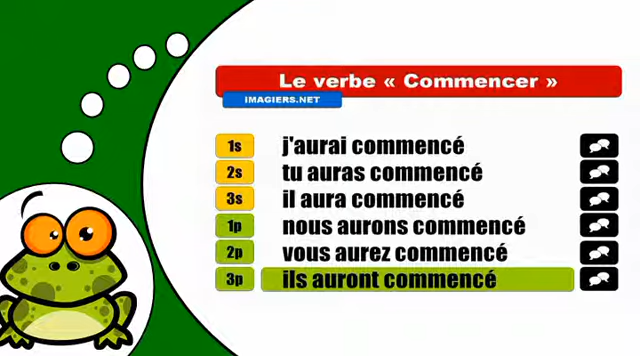 Le verbe « Commencer »
IMAGIERS.NET
1s j'aurai commencé
2s tu auras commencé
3s il aura commencé
1p nous aurons commencé
2p vous aurez commencé
3p ils auront commencé